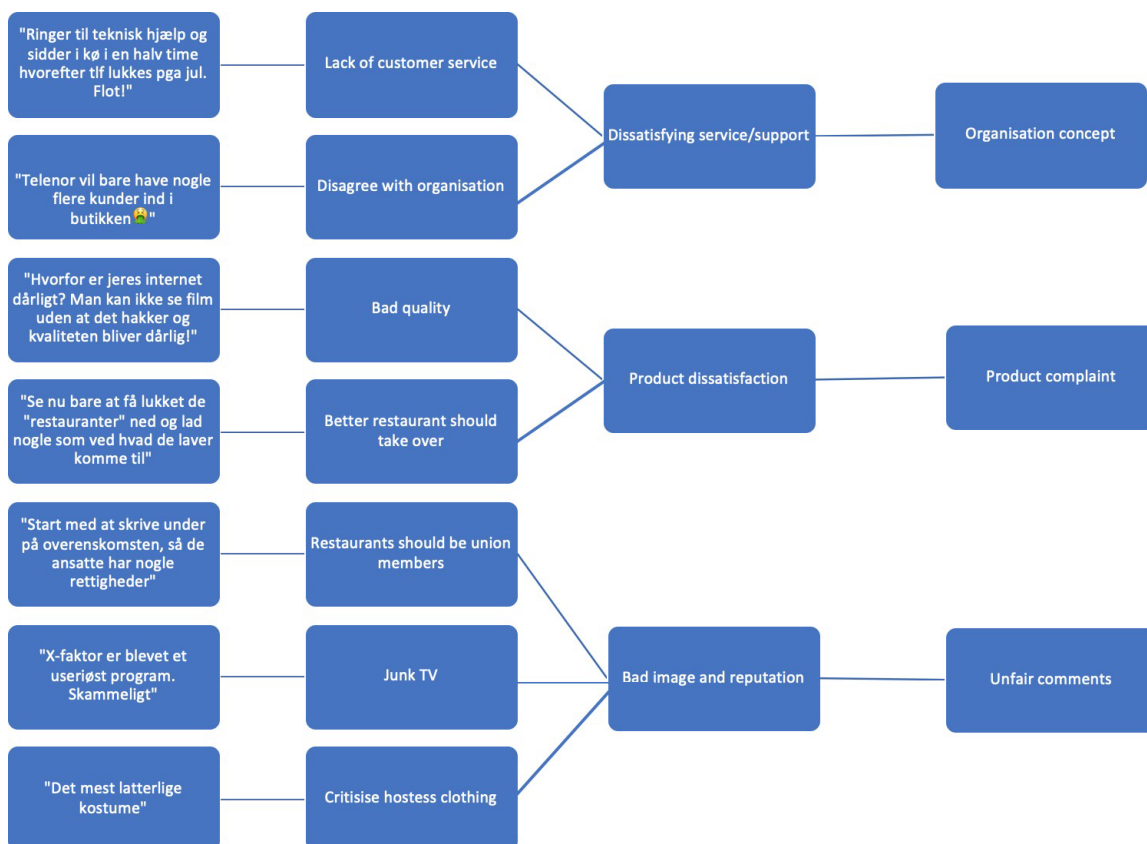 "Ringer til teknisk hjælp og
sidder i kø i en halv time
hvorefter tlf lukkes pga jul.
Flot!"
Lack of customer service
Dissatisfying service/support
Organisation concept
"Telenor vil bare have nogle
flere kunder ind i
butikken🤮"
Disagree with organisation
"Hvorfor er jeres internet
dårligt? Man kan ikke se film
uden at det hakker og
kvaliteten bliver dårlig!"
Bad quality
Product dissatisfaction
Product complaint
"Se nu bare at få lukket de
"restauranter" ned og lad
nogle som ved hvad de laver
komme til"
Better restaurant should
take over
"Start med at skrive under
på overenskomsten, så de
ansatte har nogle
rettigheder"
Restaurants should be union
members
"X-faktor er blevet et
useriøst program.
Skammeligt"
Junk TV
Bad image and reputation
Unfair comments
"Det mest latterlige
kostume"
Critisise hostess clothing